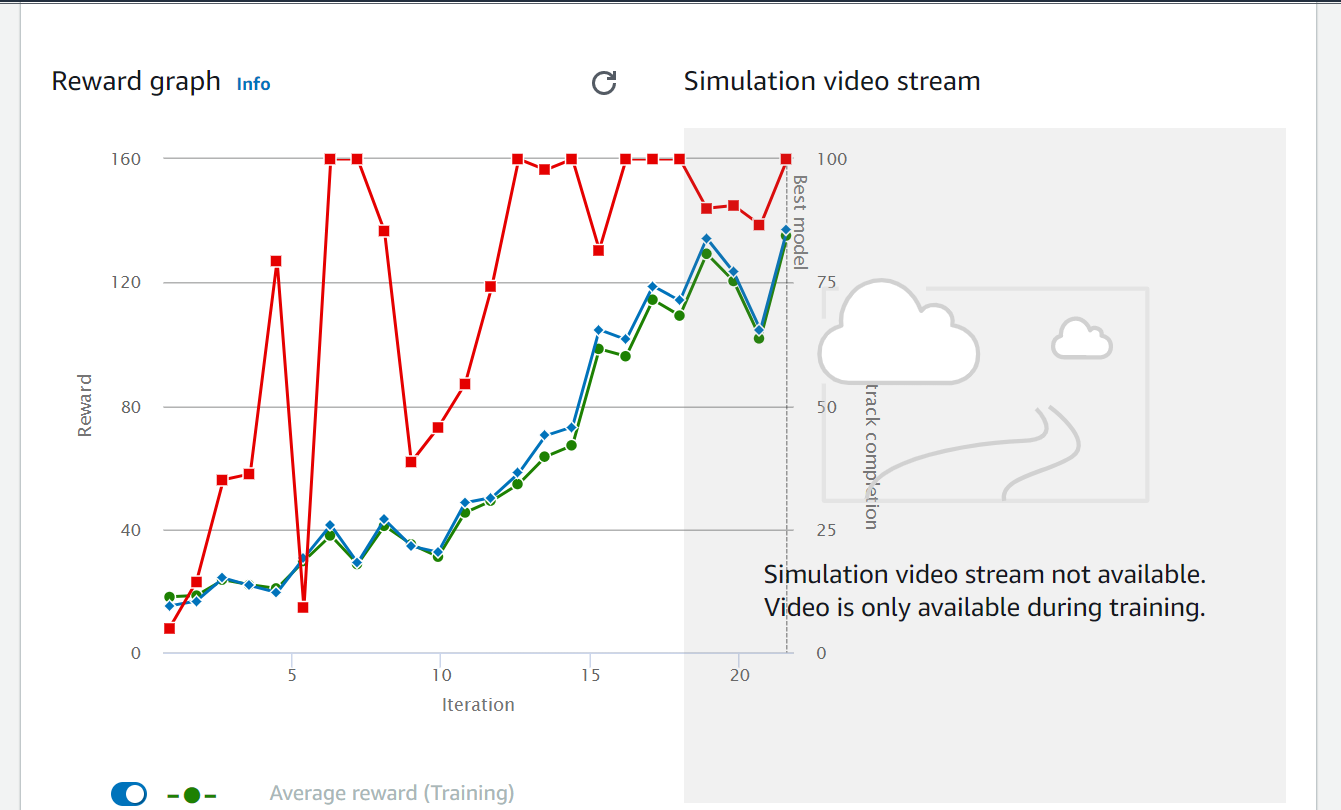 Reward graph Info
Simulation video stream
160
120
80
40
0
Reward
5 10 15 20
Iteration
100
75
50
25
0
Best model
track completion
Simulation video stream not available.
Video is only available during training.
Average reward (Training)